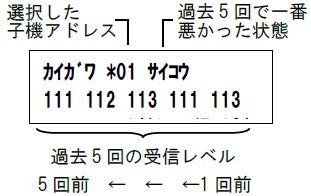 選択した
子機アドレス
過去5回で一番
悪かった状態
ｶｲｶﾞﾜ *01 ｻｲｺｳ
111 112 113 111 113
過去5回の受信レベル
5回前 ← ← ←1回前